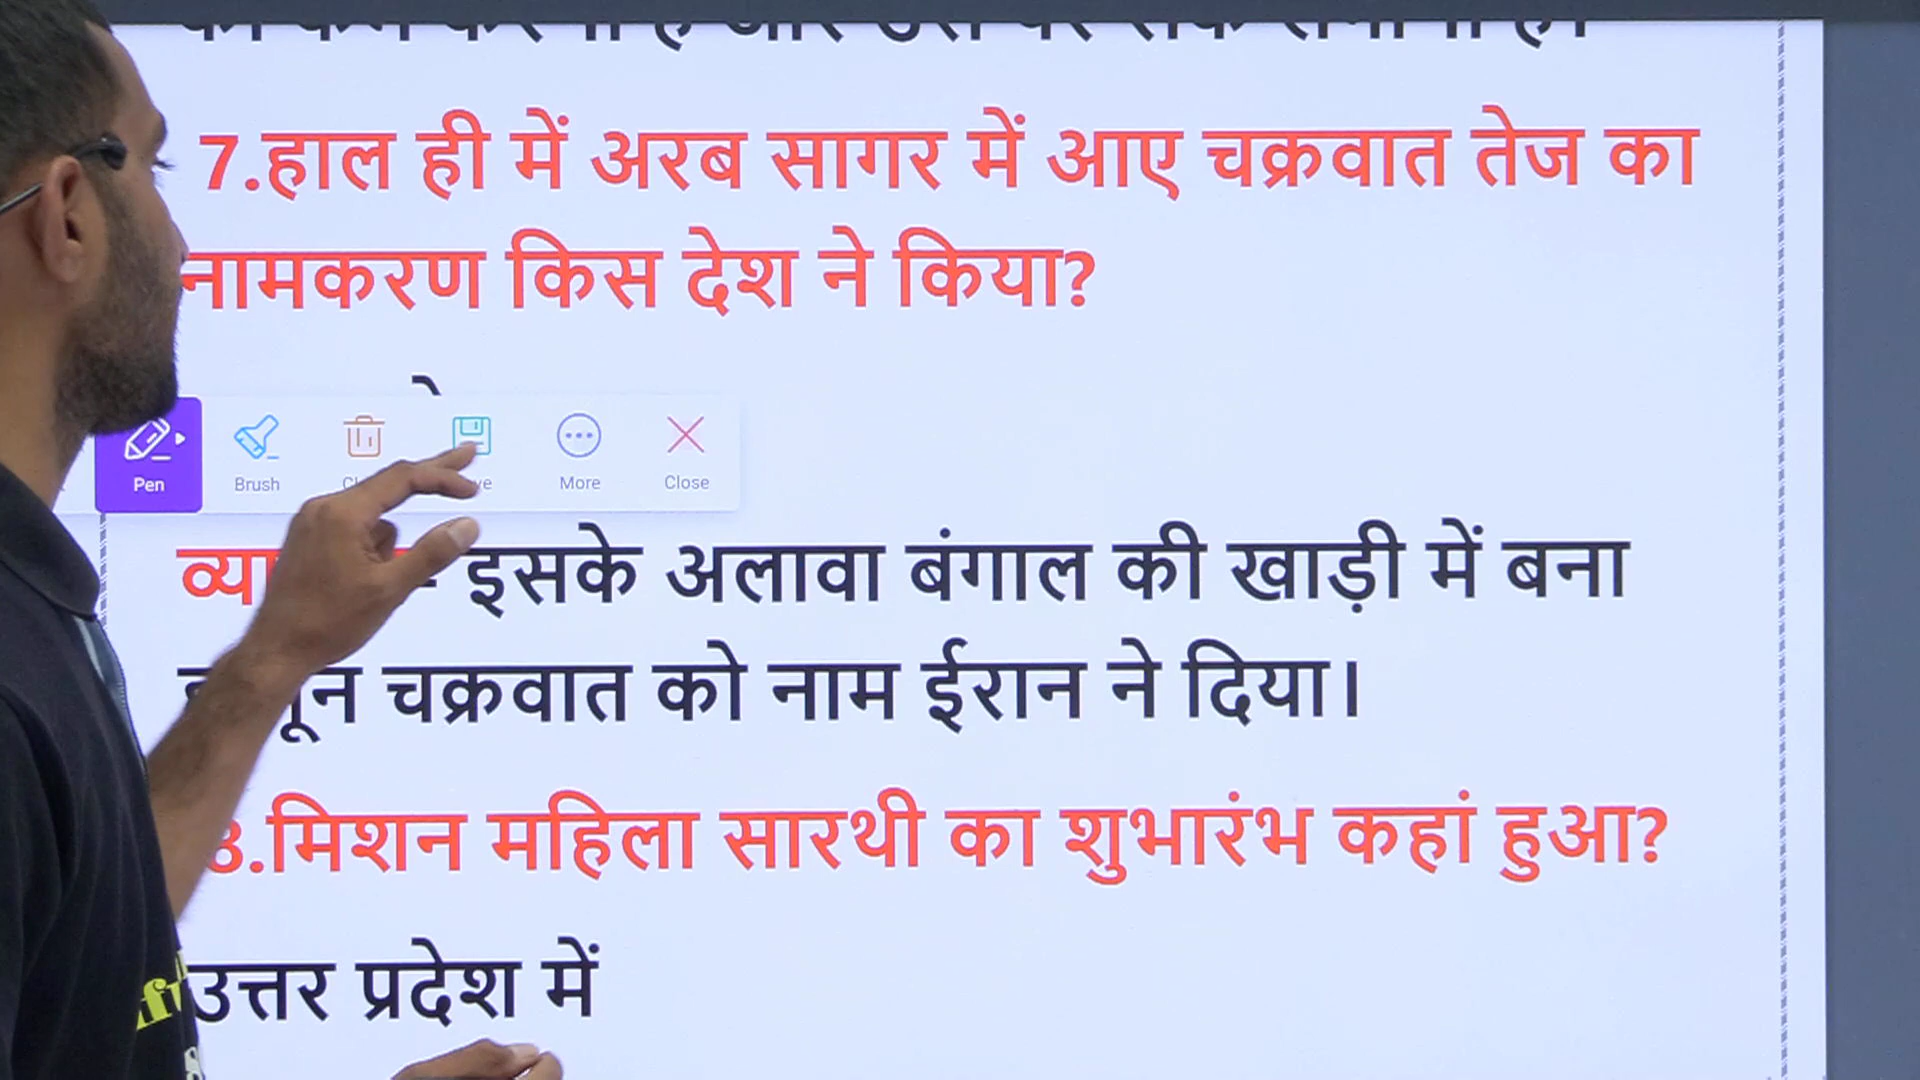 7.हाल ही में अरब सागर में आए चक्रवात तेज का
नामकरण किस देश ने किया?
Pen Brush More Close
इसके अलावा बंगाल की खाड़ी में बना
चक्रवात को नाम ईरान ने दिया।
8.मिशन महिला सारथी का शुभारंभ कहां हुआ?
उत्तर प्रदेश में